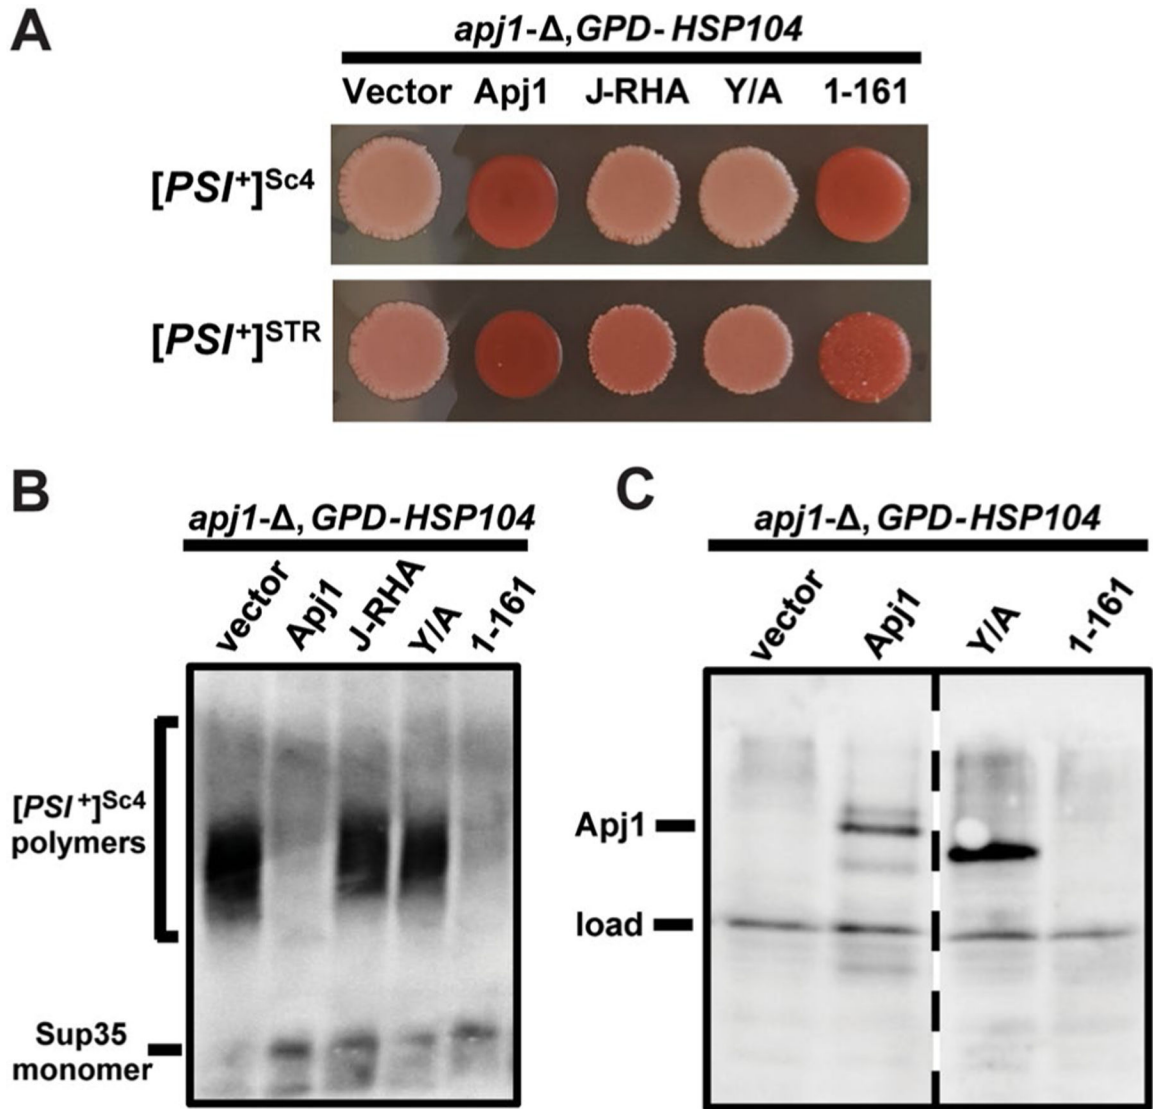 A
apj1-Δ, GPD-HSP104
Vector Apj1 J-RHA Y/A 1-161
[PSI+]Sc4
[PSI+]STR
B
apj1-Δ, GPD-HSP104
vector Apj1 J-RHA Y/A 1-161
[PSI+]Sc4
polymers
Sup35
monomer
C
apj1-Δ, GPD-HSP104
vector Apj1 Y/A 1-161
Apj1
load